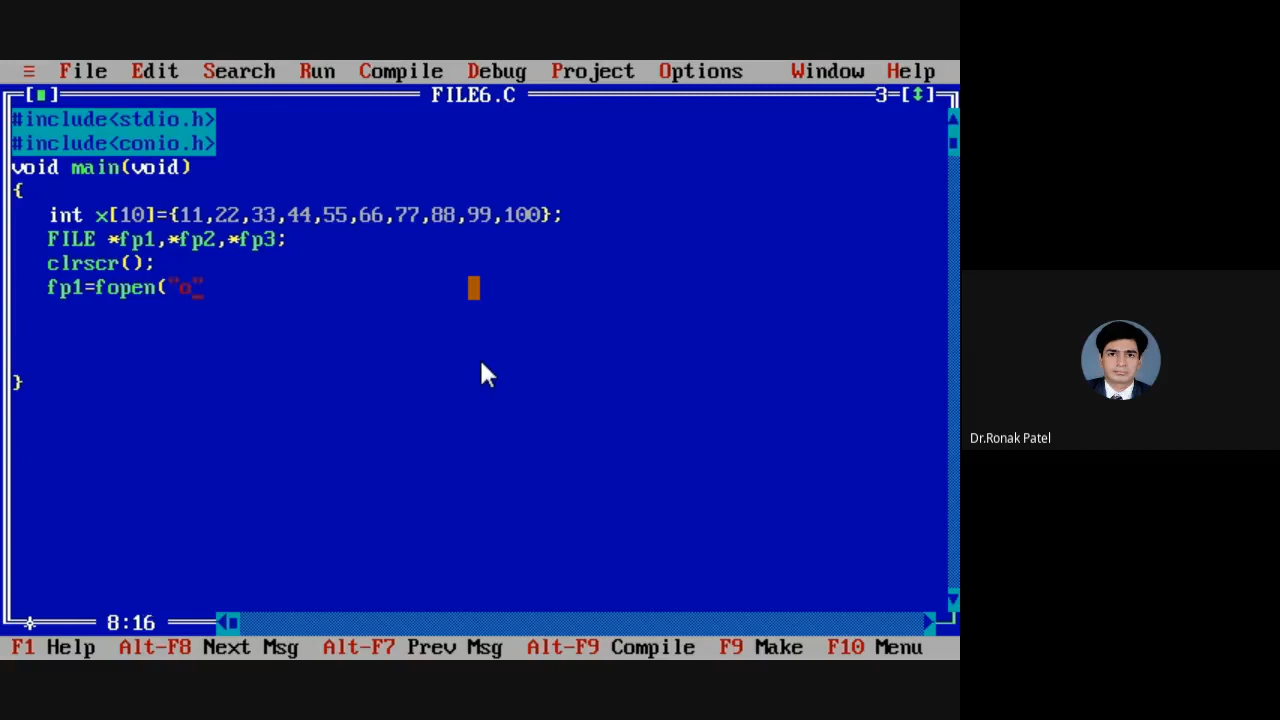 ≡ File Edit Search Run Compile Debug Project Options Window Help
[■] FILE6.C 3=[↕]
#include<stdio.h>
#include<conio.h>
void main(void)
{
int x[10]={11,22,33,44,55,66,77,88,99,100};
FILE *fp1,*fp2,*fp3;
clrscr();
fp1=fopen("o"
}
Dr.Ronak Patel
8:16
F1 Help Alt-F8 Next Msg Alt-F7 Prev Msg Alt-F9 Compile F9 Make F10 Menu